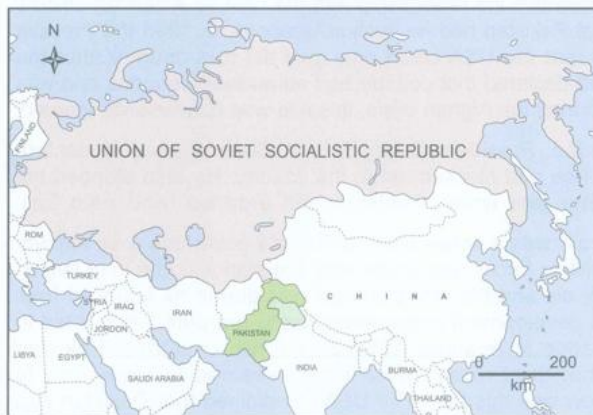 N
UNION OF SOVIET SOCIALISTIC REPUBLIC
FINLAND
ROM
TURKEY
SYRIA
IRAQ
JORDON
IRAN
CHINA
PAKISTAN
LIBYA
EGYPT
SAUDI ARABIA
INDIA
BURMA
THAILAND
0 200
km